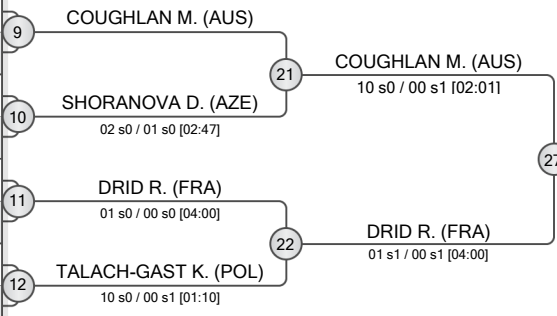 COUGHLAN M. (AUS)
9
21
COUGHLAN M. (AUS)
10 s0 / 00 s1 [02:01]
SHORANOVA D. (AZE)
10
02 s0 / 01 s0 [02:47]
27
DRID R. (FRA)
11
01 s0 / 00 s0 [04:00]
22
DRID R. (FRA)
01 s1 / 00 s1 [04:00]
TALACH-GAST K. (POL)
12
10 s0 / 00 s1 [01:10]